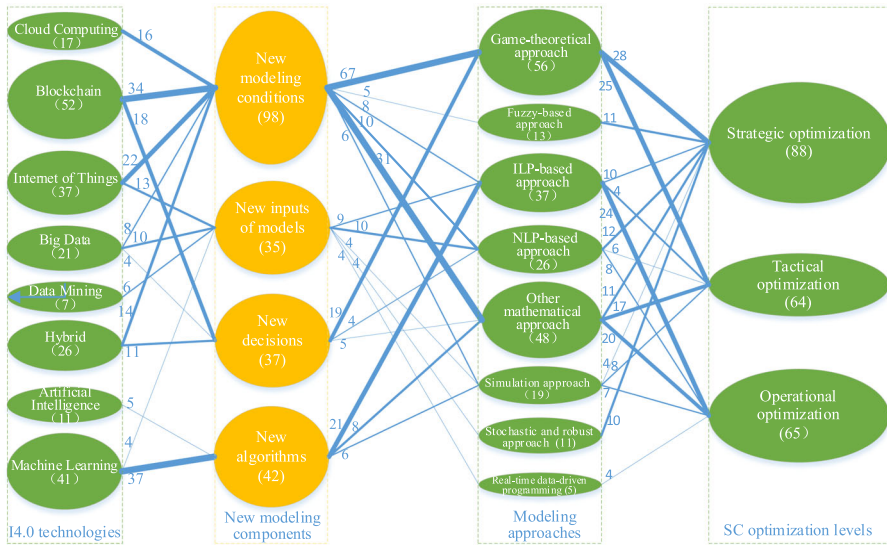 Cloud Computing
(17)
Blockchain
(52)
Internet of Things
(37)
Big Data
(21)
Data Mining
(7)
Hybrid
(26)
Artificial
Intelligence
(11)
Machine Learning
(41)
I4.0 technologies
16
34
18
22
13
8
10
4
6
14
11
5
4
37
New
modeling
conditions
(98)
New inputs
of models
(35)
New
decisions
(37)
New
algorithms
(42)
New modeling
components
67
5
8
10
6
31
9
10
4
4
4
19
4
5
21
8
6
Game-theoretical
approach
(56)
Fuzzy-based
approach
(13)
ILP-based
approach
(37)
NLP-based
approach
(26)
Other
mathematical
approach
(48)
Simulation approach
(19)
Stochastic and robust
approach (11)
Real-time data-driven
programming (5)
Modeling
approaches
28
25
11
10
4
24
12
6
8
11
17
20
4
8
7
10
4
Strategic optimization
(88)
Tactical
optimization
(64)
Operational
optimization
(65)
SC optimization levels